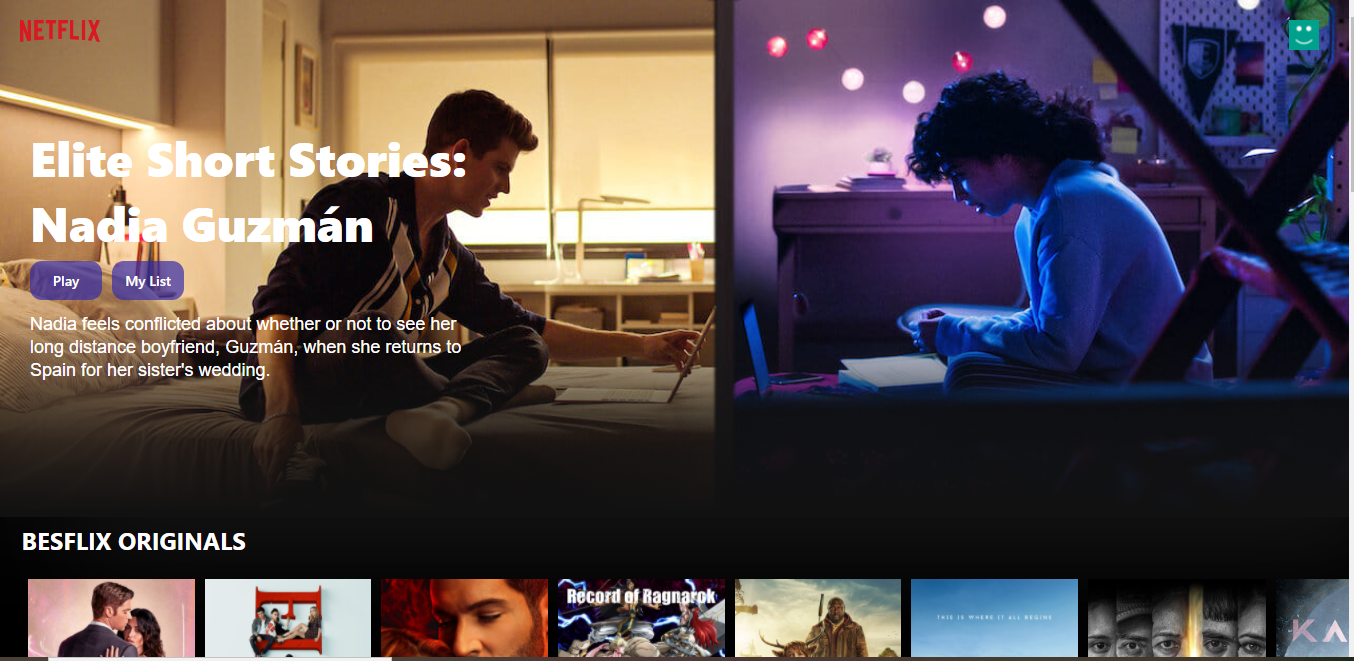 NETFLIX
Elite Short Stories:
Nadia Guzmán
Play
My List
Nadia feels conflicted about whether or not to see her
long distance boyfriend, Guzmán, when she returns to
Spain for her sister's wedding.
BESFLIX ORIGINALS
Record of Ragnarok
THIS IS WHERE IT ALL BEGINS
KA